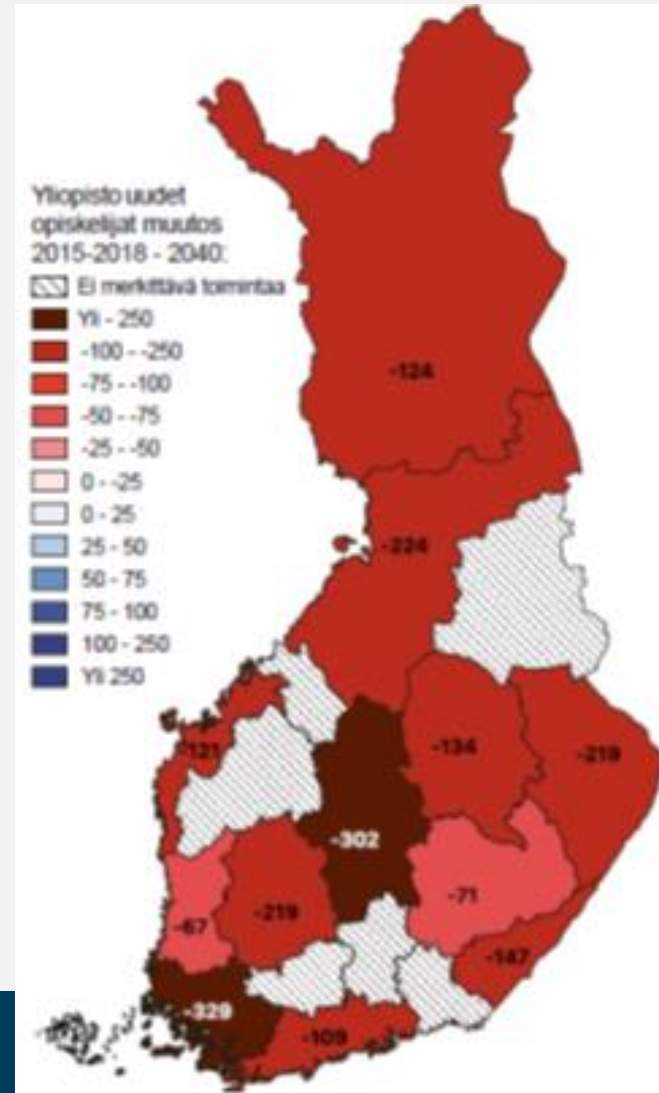 Yliopisto uudet
opiskelijat muutos
2015-2018 - 2040:
Ei merkittävä toimintaa
Yli - 250
-100 - -250
-75 - -100
-50 - -75
-25 - -50
0 - -25
0 - 25
25 - 50
50 - 75
75 - 100
100 - 250
Yli 250
-124
-224
-121
-134
-219
-302
-71
-67
-219
-147
-329
-109